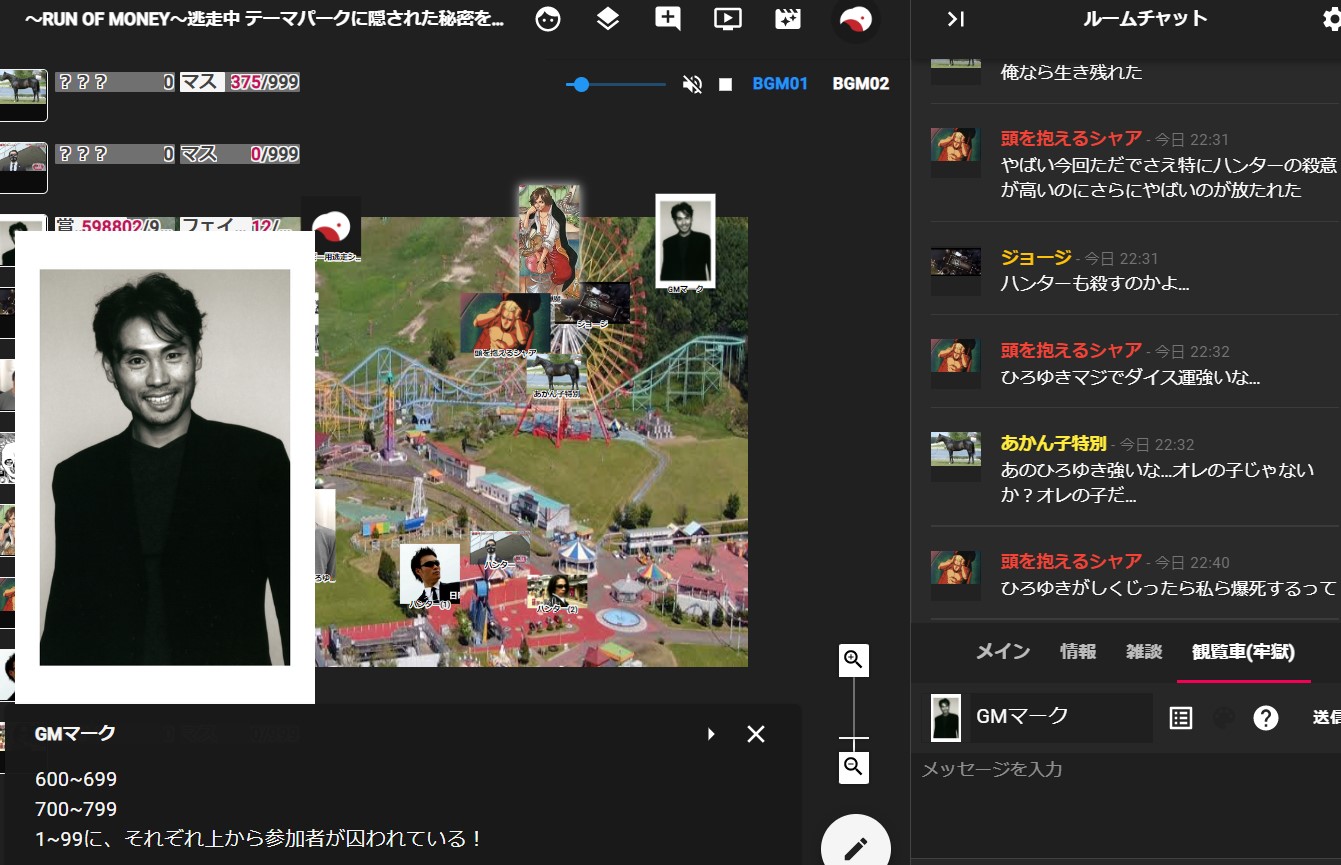 ～RUN OF MONEY～逃走中 テーマパークに隠された秘密を...
ルームチャット
？？？ 0 マス 375/999
？？？ 0 マス 0/999
賞...598802/9... フェイ... 12/...
BGM01 BGM02
GMマーク
ジョージ
頭を抱えるシャア
あかん子特別
ハンター
ハンター(1)
ハンター(2)
俺なら生き残れた
頭を抱えるシャア - 今日 22:31
やばい今回ただでさえ特にハンターの殺意
が高いのにさらにやばいのが放たれた
ジョージ - 今日 22:31
ハンターも殺すのかよ...
頭を抱えるシャア - 今日 22:32
ひろゆきマジでダイス運強いな...
あかん子特別 - 今日 22:32
あのひろゆき強いな...オレの子じゃない
か？オレの子だ...
頭を抱えるシャア - 今日 22:40
ひろゆきがしくじったら私ら爆死するって
メイン 情報 雑談 観覧車(牢獄)
GMマーク
送信
メッセージを入力
GMマーク
600~699
700~799
1~99に、それぞれ上から参加者が囚われている！